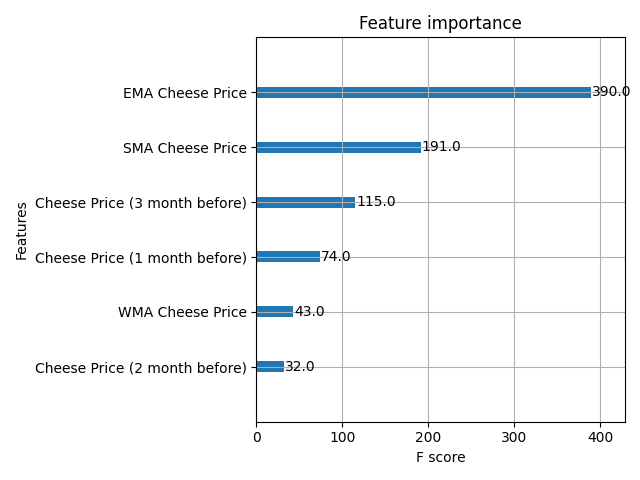 Feature importance
EMA Cheese Price 390.0
SMA Cheese Price 191.0
Cheese Price (3 month before) 115.0
Cheese Price (1 month before) 74.0
WMA Cheese Price 43.0
Cheese Price (2 month before) 32.0
Features
0 100 200 300 400
F score